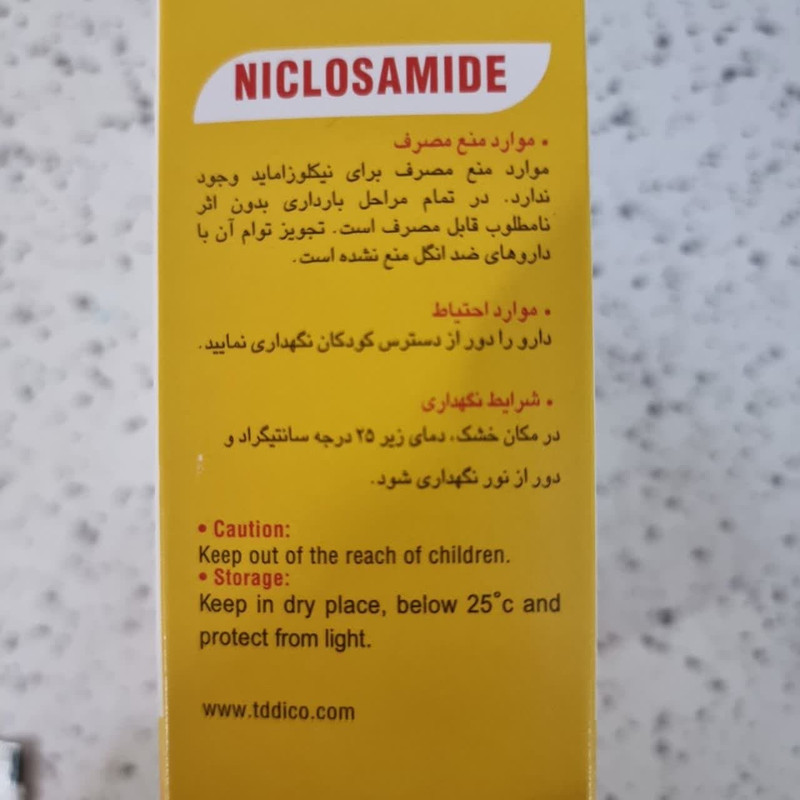 NICLOSAMIDE
• موارد منع مصرف
موارد منع مصرف برای نیکلوزاماید وجود
ندارد. در تمام مراحل بارداری بدون اثر
نامطلوب قابل مصرف است. تجویز توام آن با
داروهای ضد انگل منع نشده است.
• موارد احتیاط
دارو را دور از دسترس کودکان نگهداری نمایید.
• شرایط نگهداری
در مکان خشک، دمای زیر ۲۵ درجه سانتیگراد و
دور از نور نگهداری شود.
• Caution:
Keep out of the reach of children.
• Storage:
Keep in dry place, below 25°c and
protect from light.
www.tddico.com